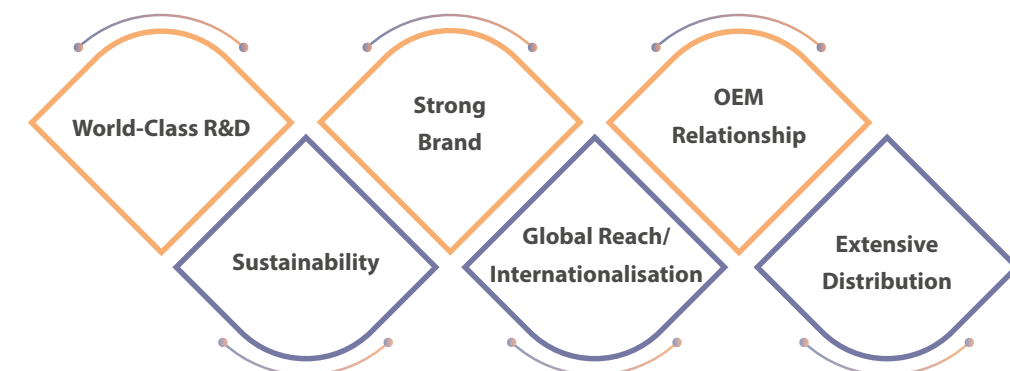 World-Class R&D
Strong
Brand
OEM
Relationship
Sustainability
Global Reach/
Internationalisation
Extensive
Distribution